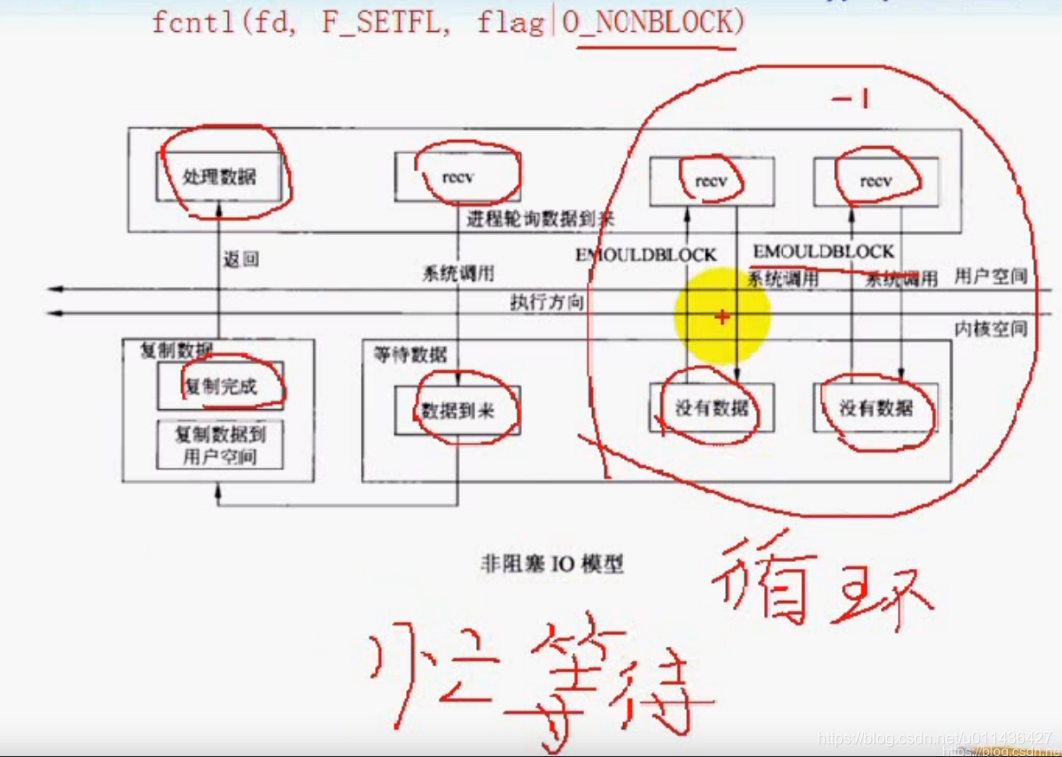 fcntl(fd, F_SETFL, flag|O_NONBLOCK)
-1
处理数据
recv
recv
recv
进程轮询数据到来
EMOULDBLOCK
EMOULDBLOCK
返回
系统调用
系统调用
系统调用
用户空间
执行方向
内核空间
复制数据
等待数据
复制完成
数据到来
没有数据
没有数据
复制数据到
用户空间
非阻塞 IO 模型
循环
忙等待
https://blog.csdn.net/u011436427
https://blog.csdn.ne